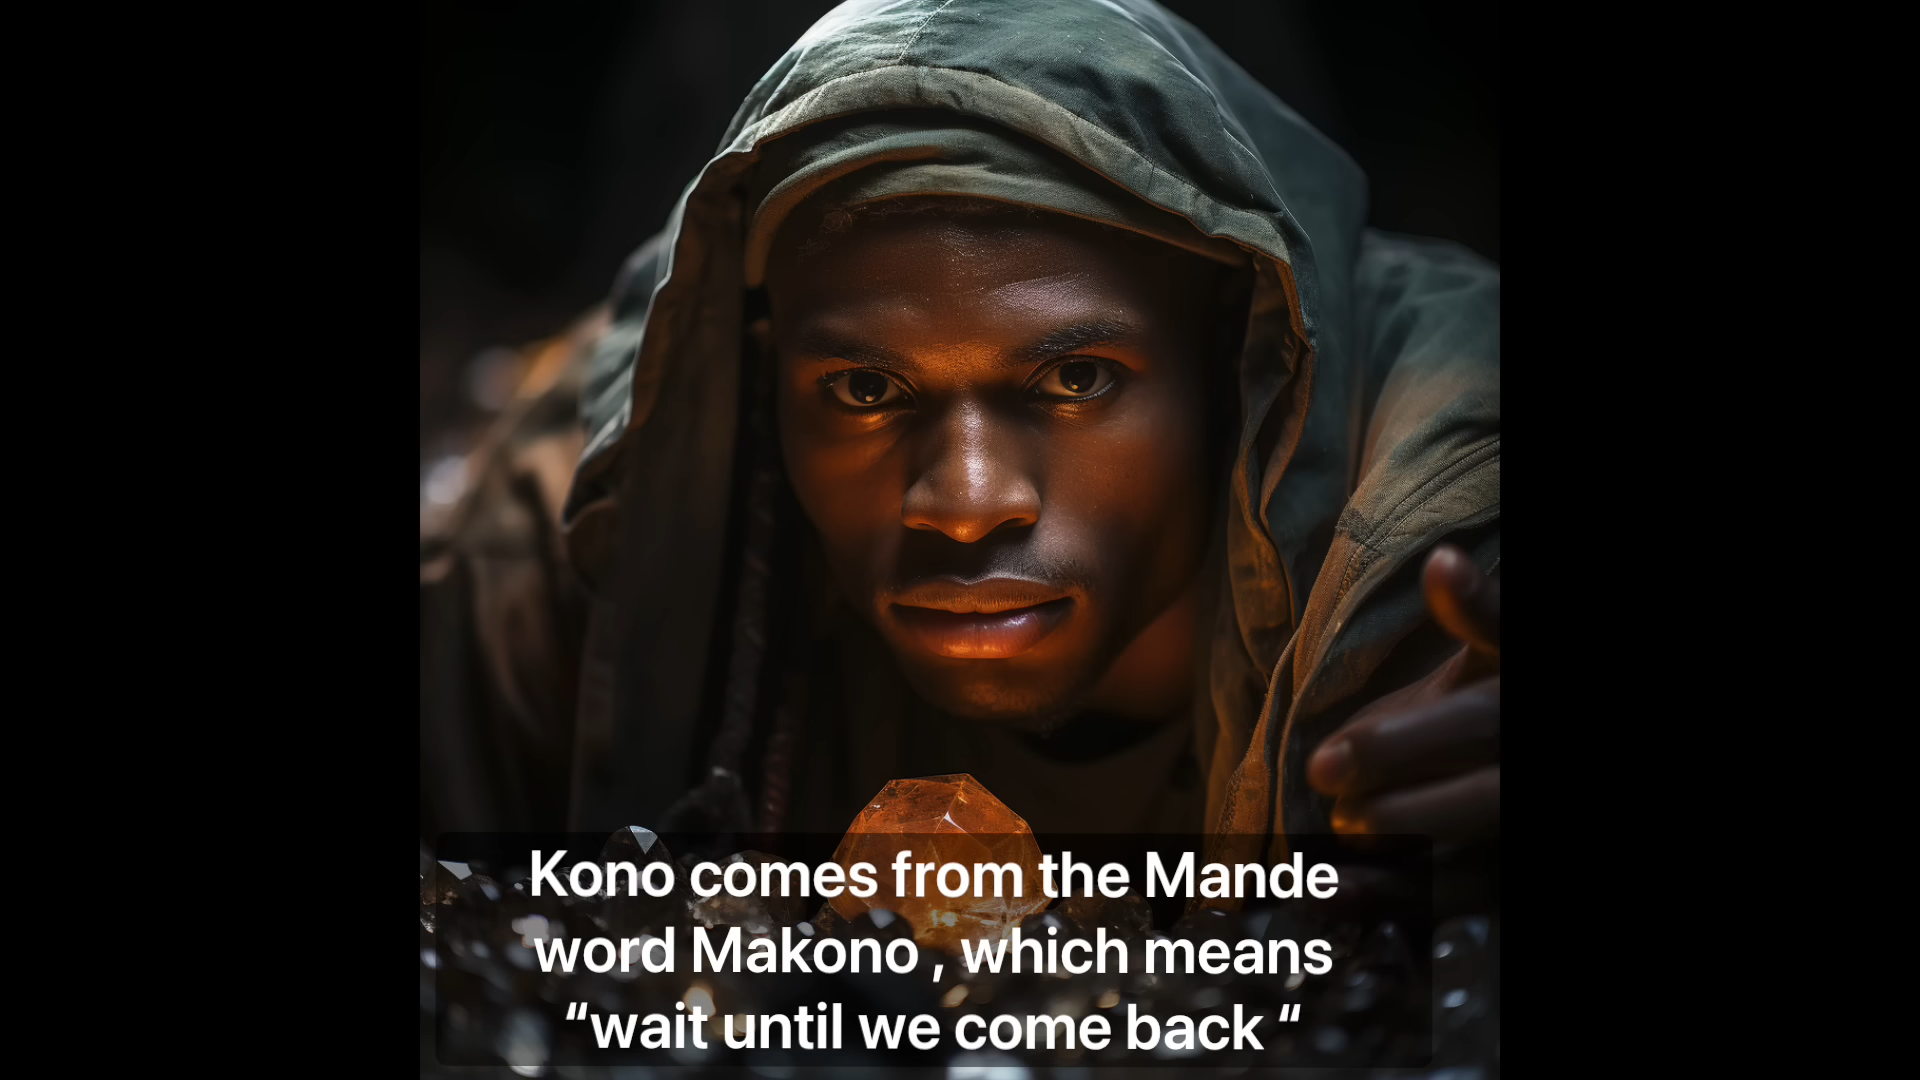 Kono comes from the Mande
word Makono , which means
“wait until we come back “